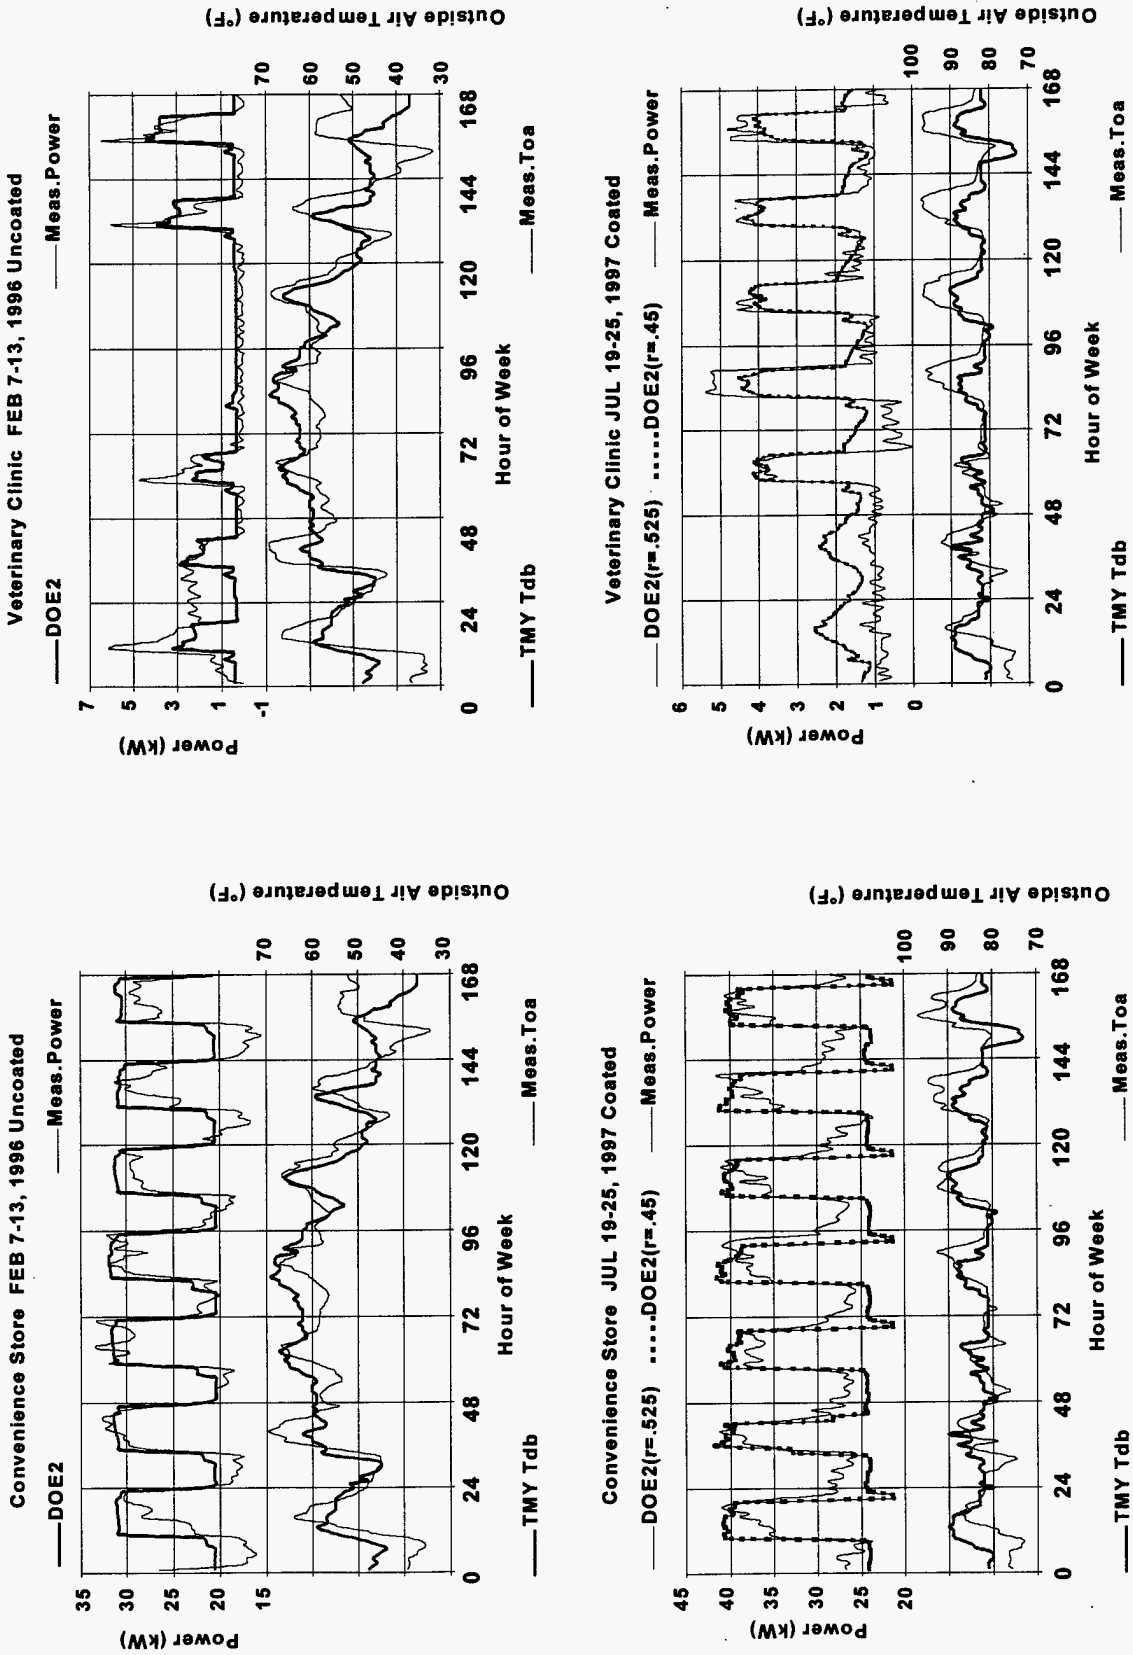 Convenience Store FEB 7-13, 1996 Uncoated
DOE2 Meas.Power
Power (kW)
35
30
25
20
15
Outside Air Temperature (°F)
70
60
50
40
30
0 24 48 72 96 120 144 168
Hour of Week
TMY Tdb Meas.Toa
Veterinary Clinic FEB 7-13, 1996 Uncoated
DOE2 Meas.Power
Power (kW)
7
5
3
1
-1
Outside Air Temperature (°F)
70
60
50
40
30
0 24 48 72 96 120 144 168
Hour of Week
TMY Tdb Meas.Toa
Convenience Store JUL 19-25, 1997 Coated
DOE2(r=.525) DOE2(r=.45) Meas.Power
Power (kW)
45
40
35
30
25
20
Outside Air Temperature (°F)
100
90
80
70
0 24 48 72 96 120 144 168
Hour of Week
TMY Tdb Meas.Toa
Veterinary Clinic JUL 19-25, 1997 Coated
DOE2(r=.525) DOE2(r=.45) Meas.Power
Power (kW)
6
5
4
3
2
1
0
Outside Air Temperature (°F)
100
90
80
70
0 24 48 72 96 120 144 168
Hour of Week
TMY Tdb Meas.Toa